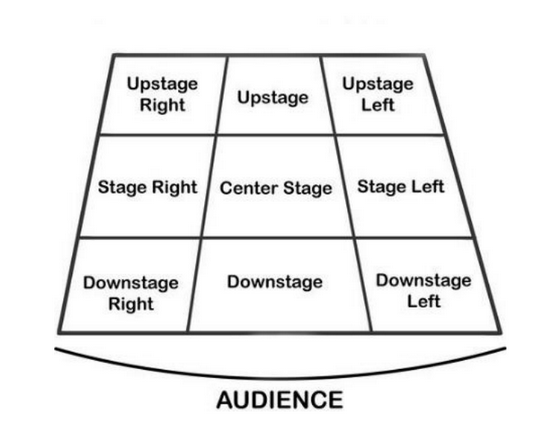 Upstage
Right
Upstage
Upstage
Left
Stage Right
Center Stage
Stage Left
Downstage
Right
Downstage
Downstage
Left
AUDIENCE